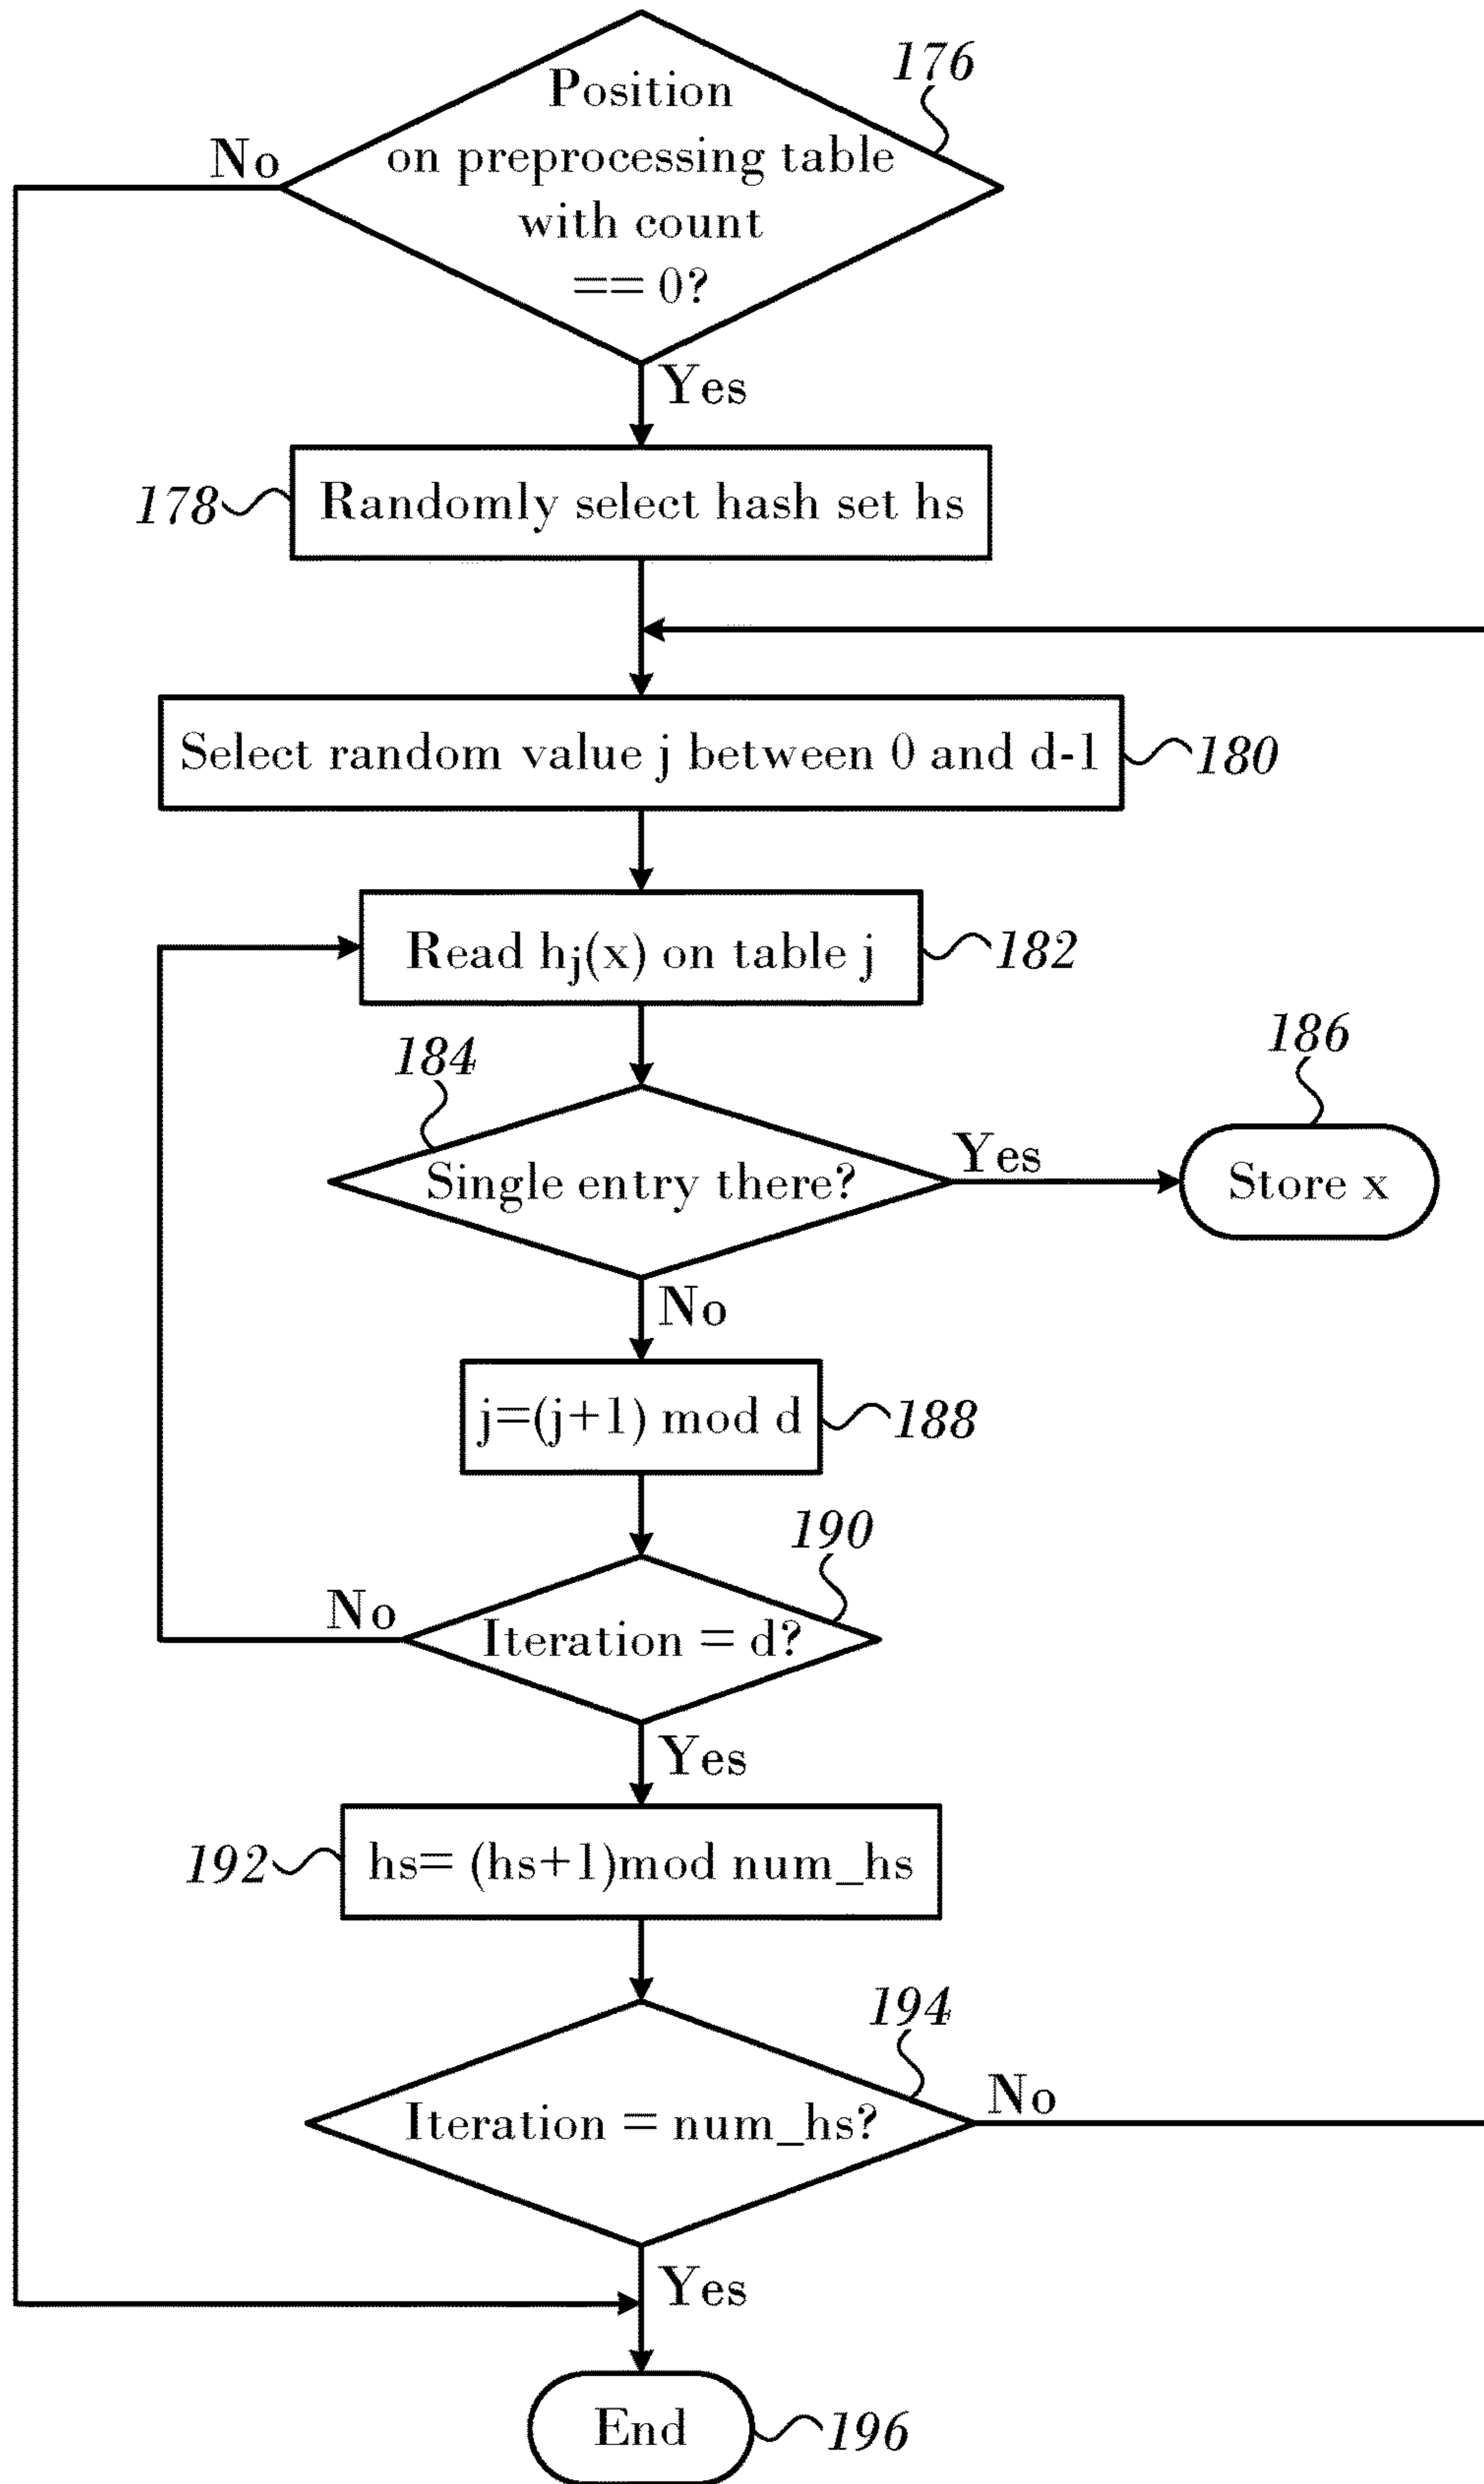 176
Position
on preprocessing table
with count
== 0?
No
Yes
178
Randomly select hash set hs
Select random value j between 0 and d-1
180
Read hj(x) on table j
182
184
186
Single entry there?
Yes
Store x
No
j=(j+1) mod d
188
190
No
Iteration = d?
Yes
192
hs= (hs+1)mod num_hs
194
No
Iteration = num_hs?
Yes
End
196